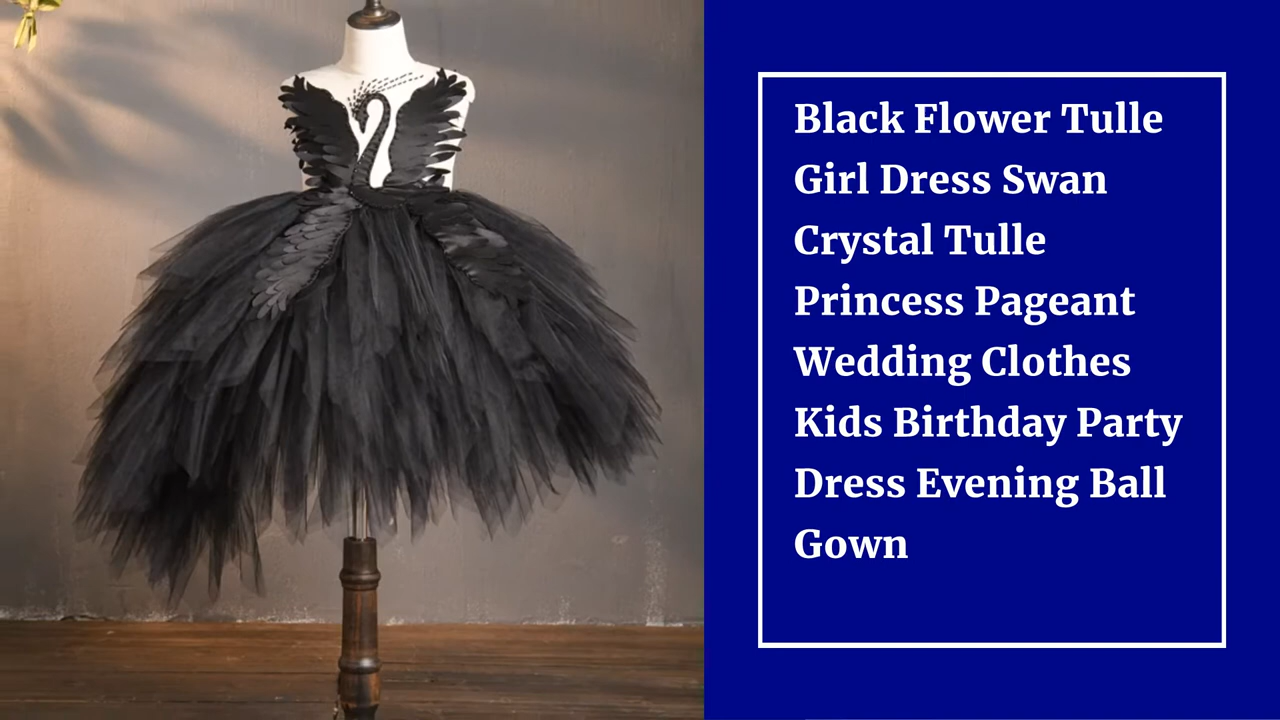 Black Flower Tulle
Girl Dress Swan
Crystal Tulle
Princess Pageant
Wedding Clothes
Kids Birthday Party
Dress Evening Ball
Gown